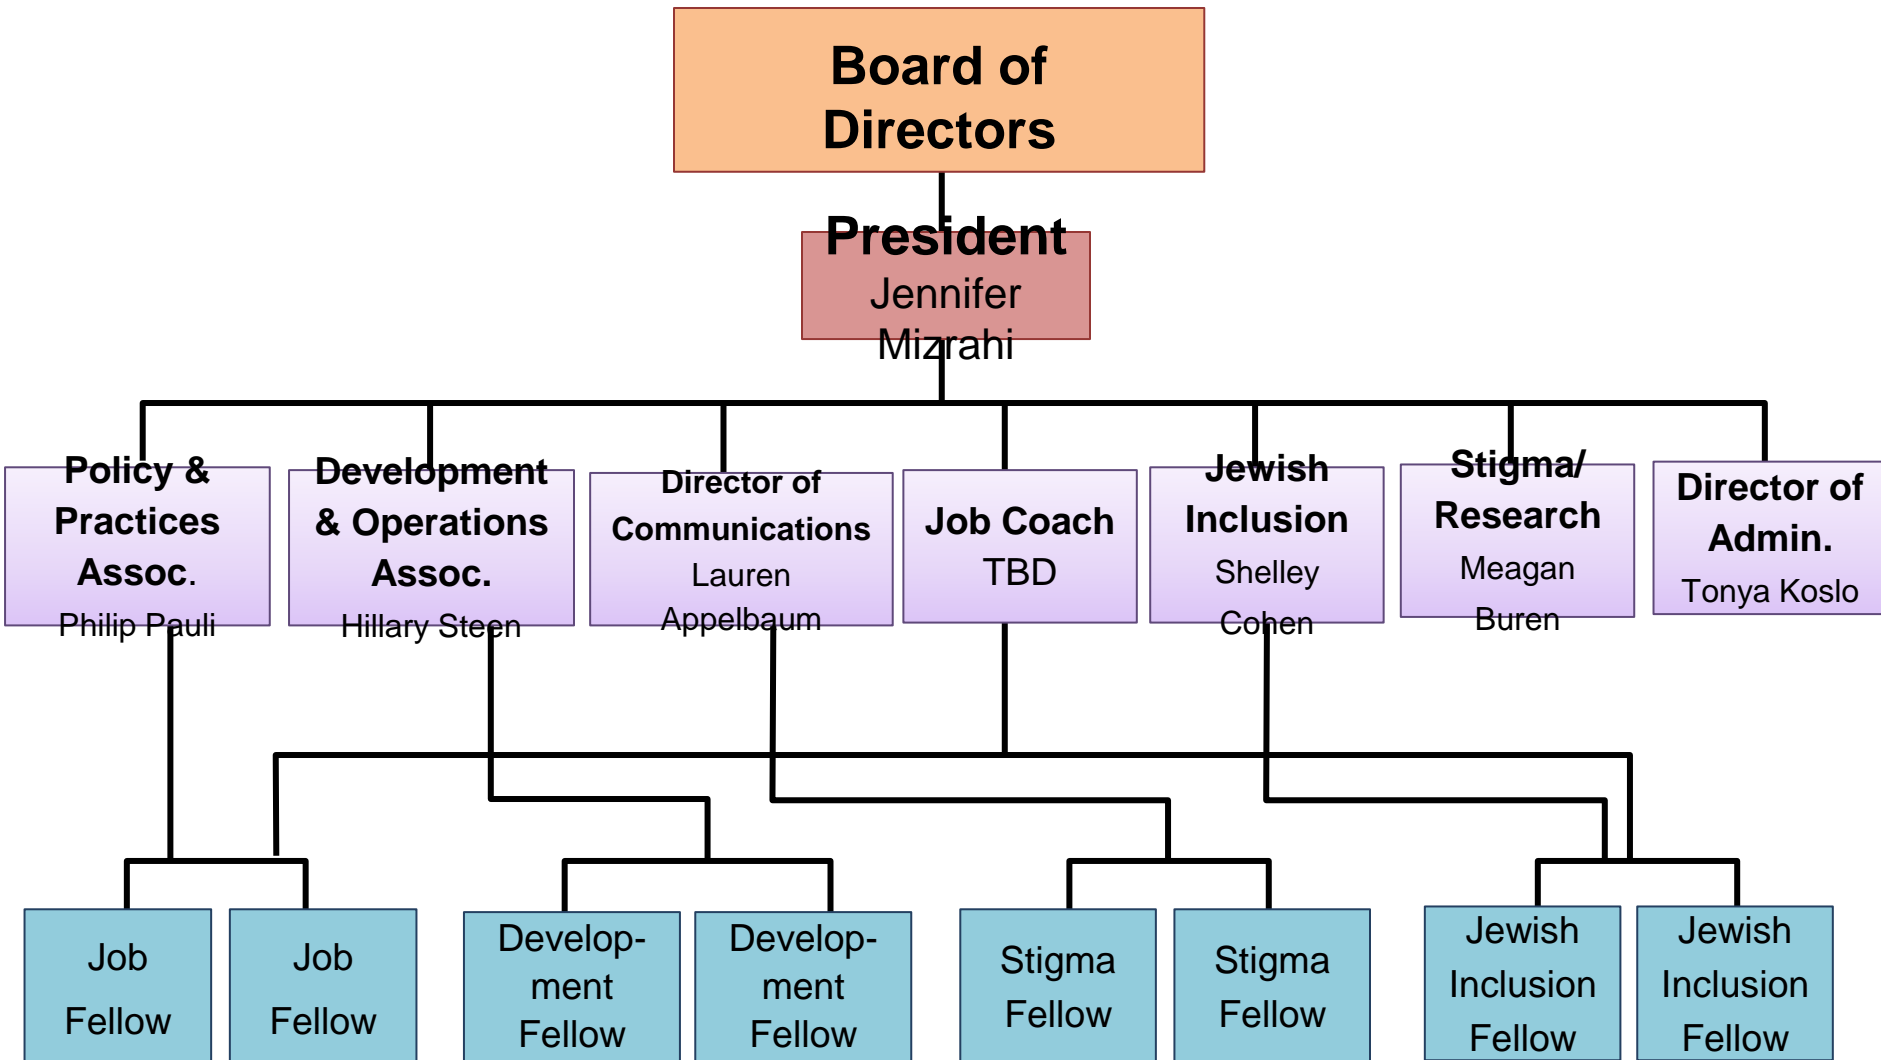 Board of
Directors
President
Jennifer
Mizrahi
Policy &
Practices
Assoc.
Philip Pauli
Development
& Operations
Assoc.
Hillary Steen
Director of
Communications
Lauren
Appelbaum
Job Coach
TBD
Jewish
Inclusion
Shelley
Cohen
Stigma/
Research
Meagan
Buren
Director of
Admin.
Tonya Koslo
Job
Fellow
Job
Fellow
Develop-
ment
Fellow
Develop-
ment
Fellow
Stigma
Fellow
Stigma
Fellow
Jewish
Inclusion
Fellow
Jewish
Inclusion
Fellow